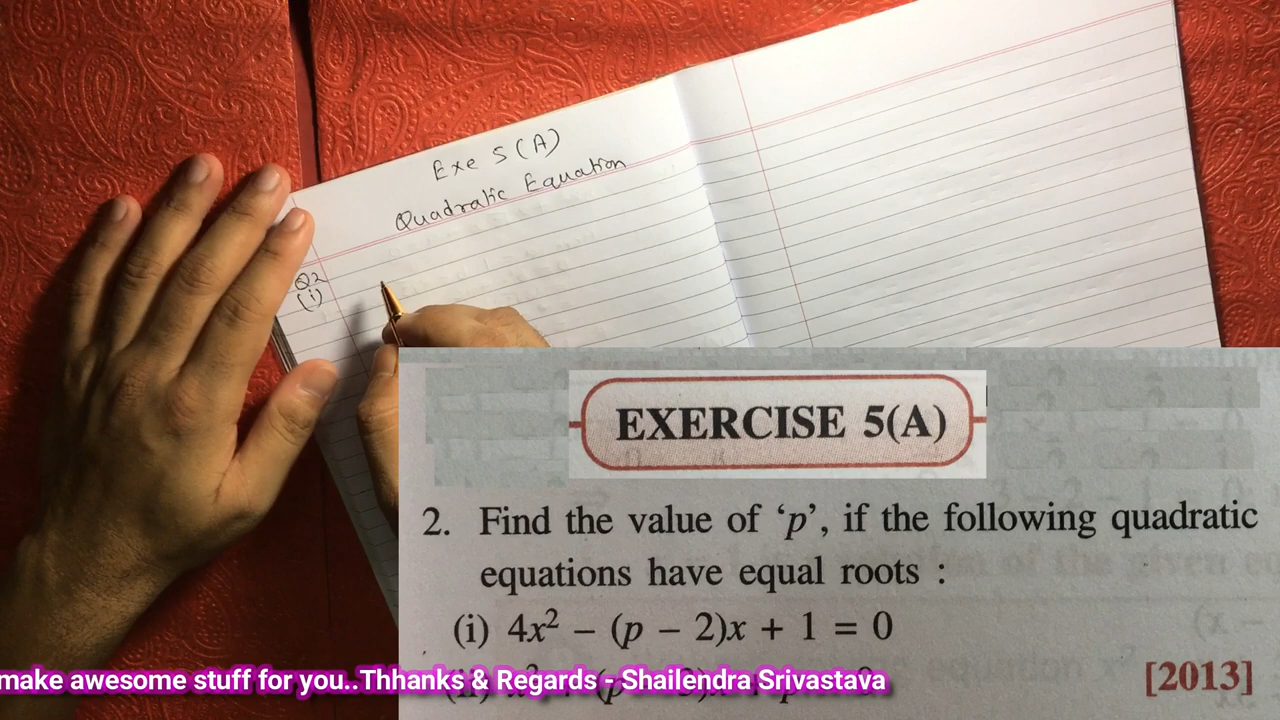 Exe 5(A)
Quadratic Equation
Q2
(i)
EXERCISE 5(A)
2. Find the value of ‘p’, if the following quadratic
equations have equal roots :
(i) 4x² – (p – 2)x + 1 = 0
make awesome stuff for you..Thhanks & Regards - Shailendra Srivastava
[2013]